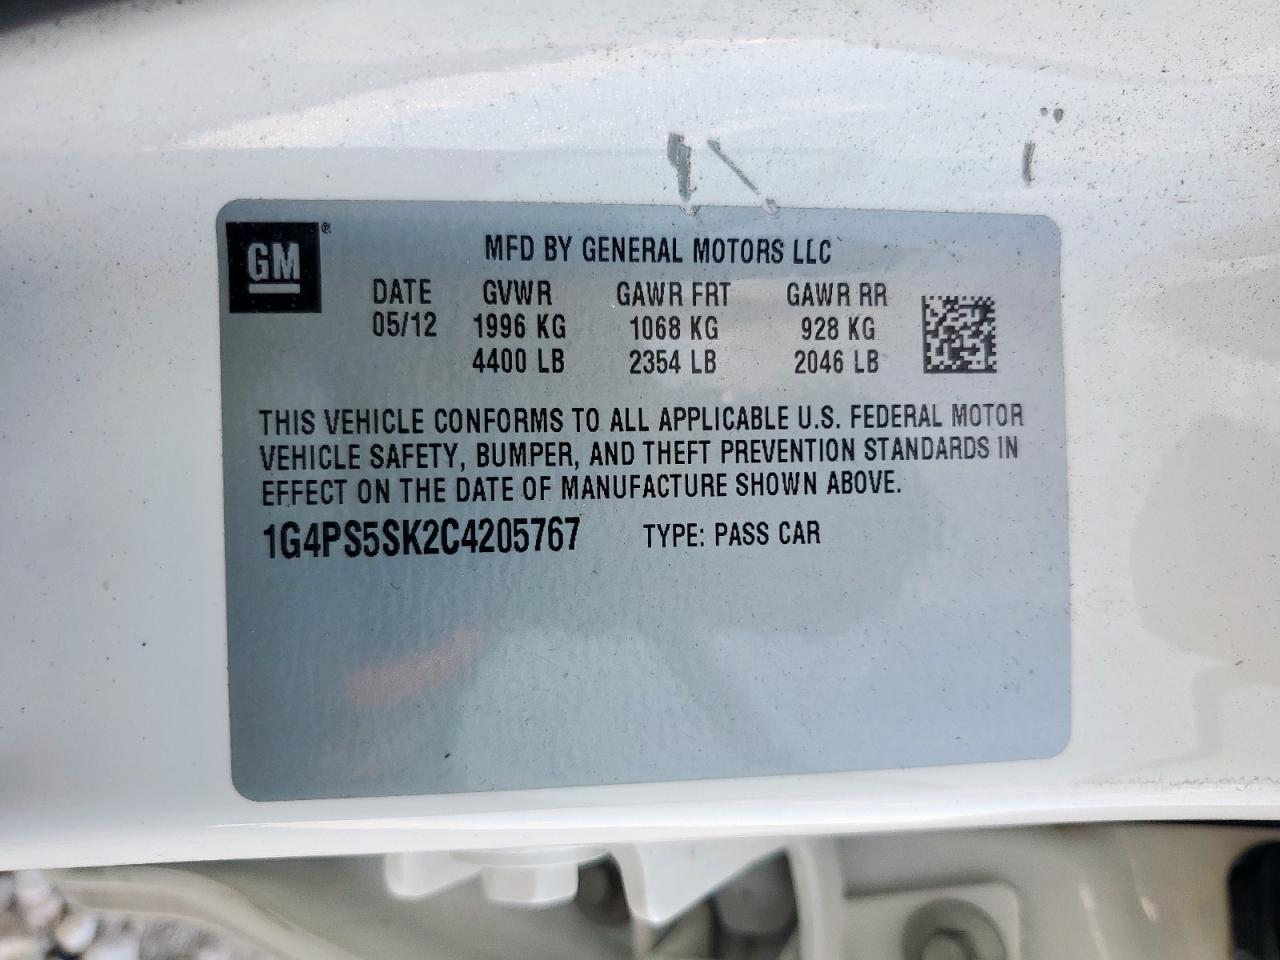 GM®
MFD BY GENERAL MOTORS LLC
DATE GVWR GAWR FRT GAWR RR
05/12 1996 KG 1068 KG 928 KG
4400 LB 2354 LB 2046 LB
THIS VEHICLE CONFORMS TO ALL APPLICABLE U.S. FEDERAL MOTOR
VEHICLE SAFETY, BUMPER, AND THEFT PREVENTION STANDARDS IN
EFFECT ON THE DATE OF MANUFACTURE SHOWN ABOVE.
1G4PS5SK2C4205767 TYPE: PASS CAR